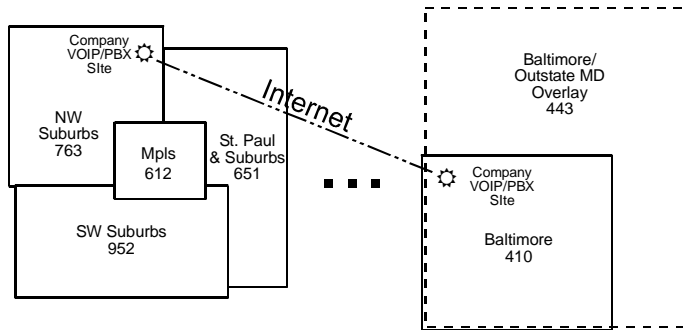 Company
VOIP/PBX
SIte
NW
Suburbs
763
Mpls
612
St. Paul
& Suburbs
651
SW Suburbs
952
Internet
Baltimore/
Outstate MD
Overlay
443
Company
VOIP/PBX
SIte
Baltimore
410